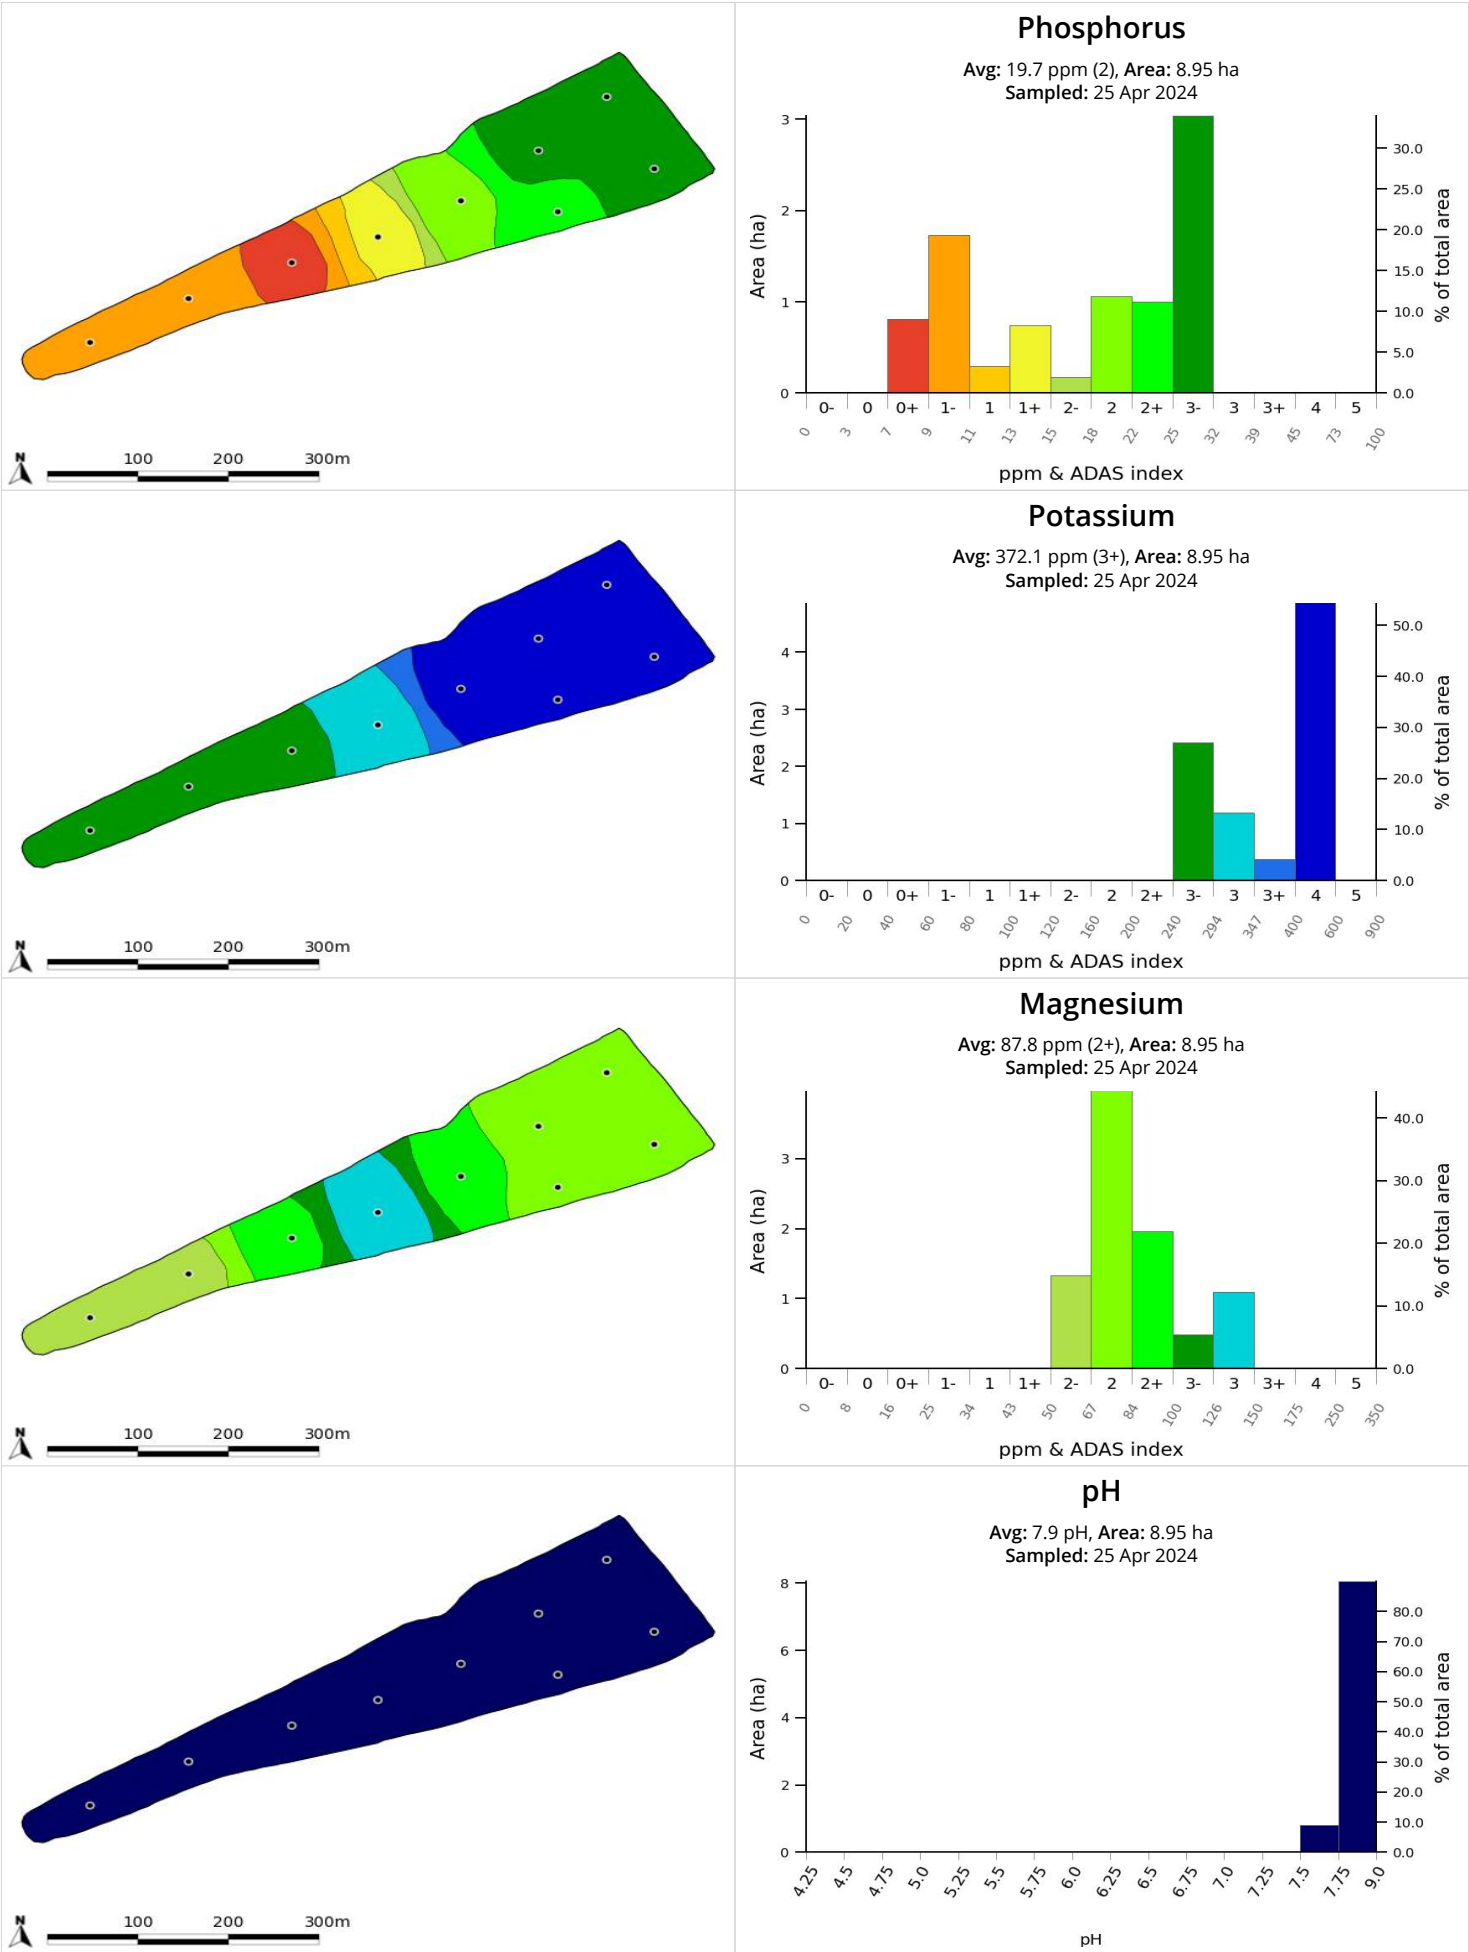 Phosphorus
Avg: 19.7 ppm (2), Area: 8.95 ha
Sampled: 25 Apr 2024
3
2
1
0
Area (ha)
30.0
25.0
20.0
15.0
10.0
5.0
0.0
% of total area
0- 0 0+ 1- 1 1+ 2- 2 2+ 3- 3 3+ 4 5
0 3 7 9 11 13 15 18 22 25 32 39 45 73 100
ppm & ADAS index
N
100 200 300m
Potassium
Avg: 372.1 ppm (3+), Area: 8.95 ha
Sampled: 25 Apr 2024
4
3
2
1
0
Area (ha)
50.0
40.0
30.0
20.0
10.0
0.0
% of total area
0- 0 0+ 1- 1 1+ 2- 2 2+ 3- 3 3+ 4 5
0 20 40 60 80 100 120 160 200 240 294 347 400 600 900
ppm & ADAS index
N
100 200 300m
Magnesium
Avg: 87.8 ppm (2+), Area: 8.95 ha
Sampled: 25 Apr 2024
3
2
1
0
Area (ha)
40.0
30.0
20.0
10.0
0.0
% of total area
0- 0 0+ 1- 1 1+ 2- 2 2+ 3- 3 3+ 4 5
0 8 16 25 34 43 50 67 84 100 126 150 175 250 350
ppm & ADAS index
N
100 200 300m
pH
Avg: 7.9 pH, Area: 8.95 ha
Sampled: 25 Apr 2024
8
6
4
2
0
Area (ha)
80.0
70.0
60.0
50.0
40.0
30.0
20.0
10.0
0.0
% of total area
4.25 4.5 4.75 5.0 5.25 5.5 5.75 6.0 6.25 6.5 6.75 7.0 7.25 7.5 7.75 9.0
pH
N
100 200 300m